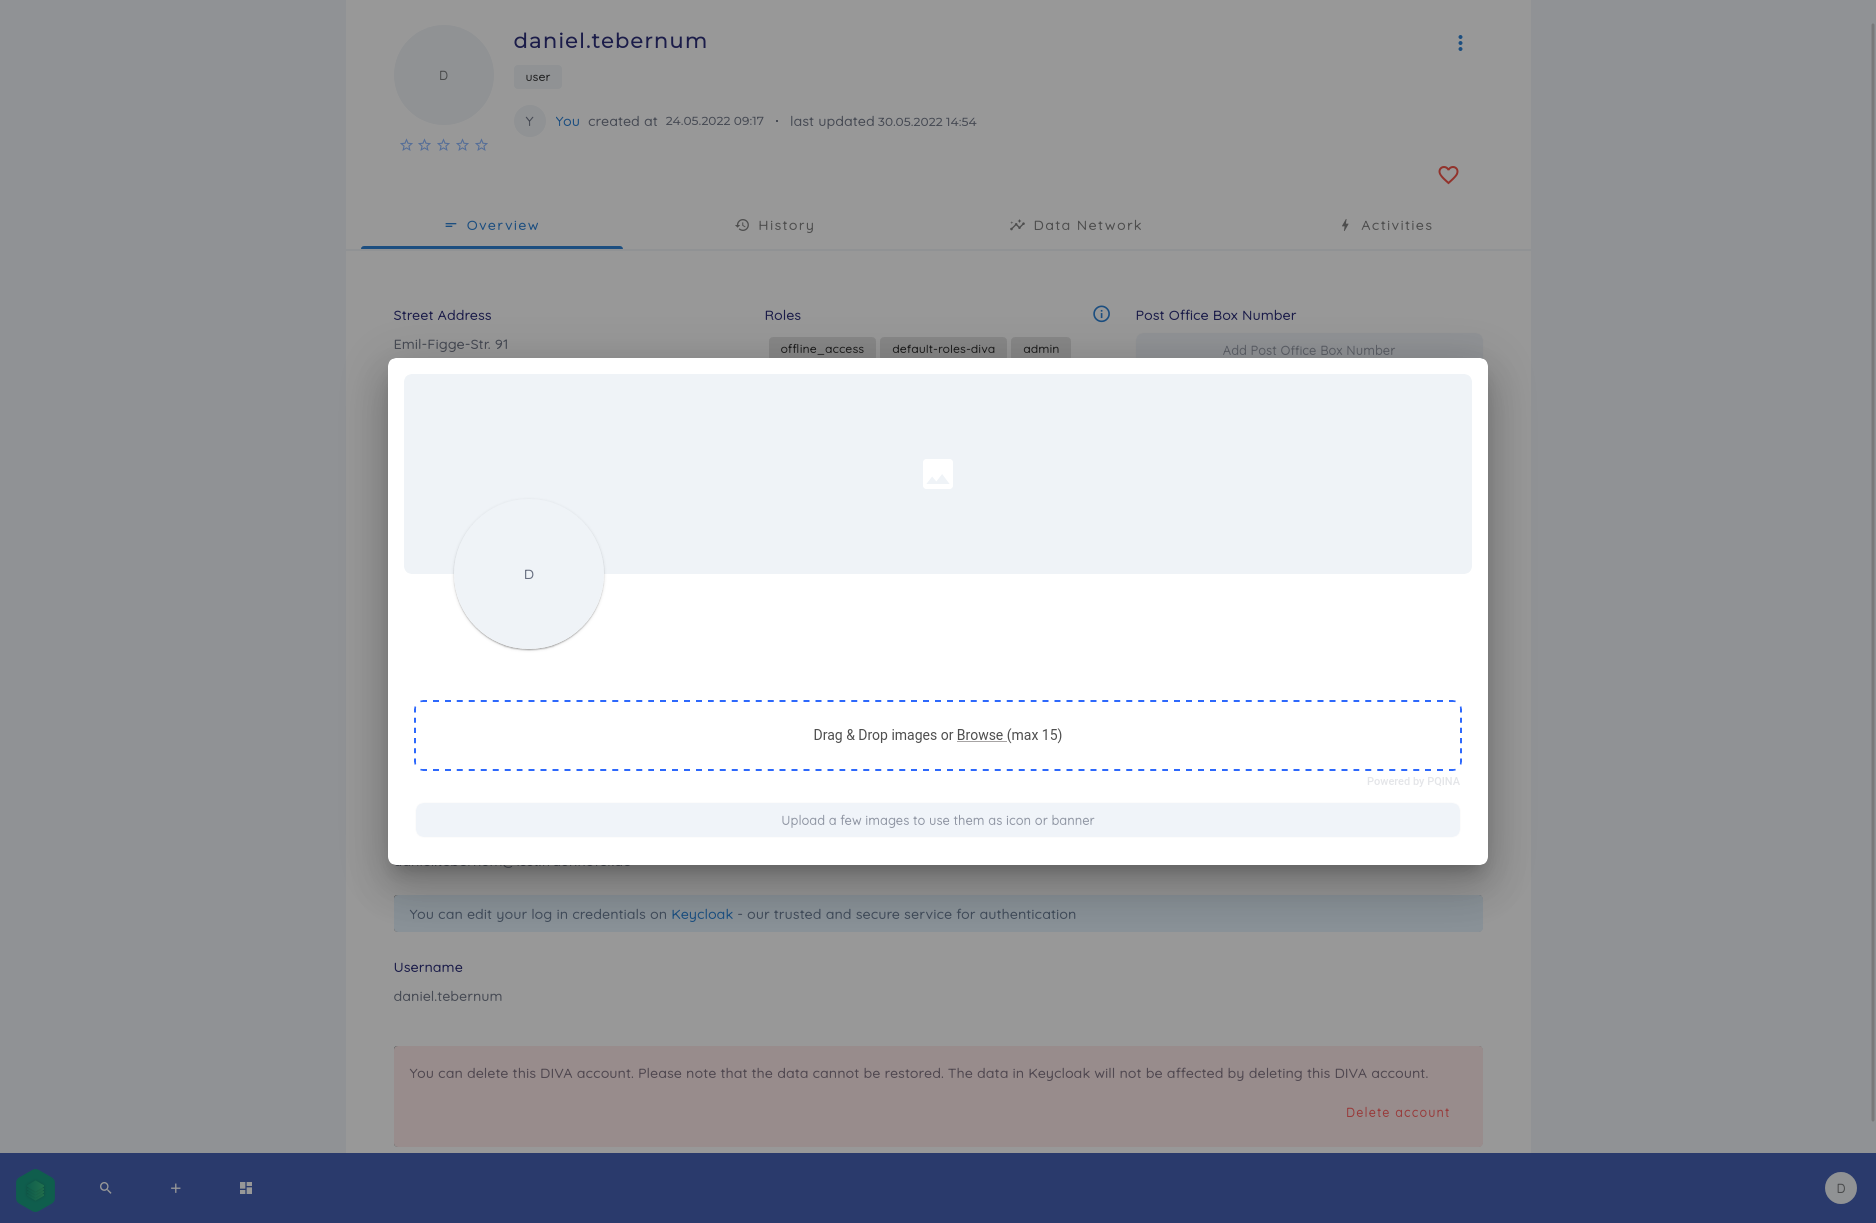 daniel.tebernum
D
user
Y You created at 24.05.2022 09:17 · last updated 30.05.2022 14:54
Overview History Data Network Activities
Street Address Roles Post Office Box Number
Emil-Figge-Str. 91 offline_access default-roles-diva admin Add Post Office Box Number
D
Drag & Drop images or Browse (max 15)
Powered by PQINA
Upload a few images to use them as icon or banner
You can edit your log in credentials on Keycloak - our trusted and secure service for authentication
Username
daniel.tebernum
You can delete this DIVA account. Please note that the data cannot be restored. The data in Keycloak will not be affected by deleting this DIVA account.
Delete account
D